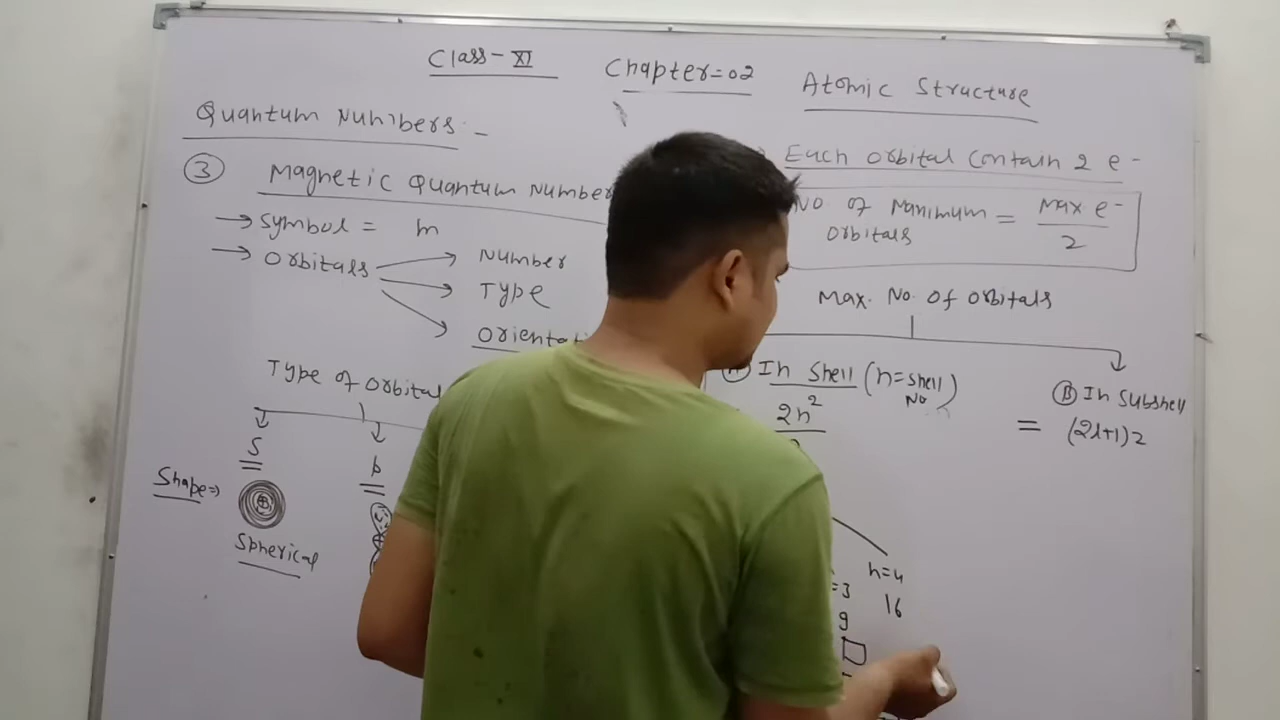 Class-XI Chapter=02 Atomic Structure
Quantum Numbers:-
③ Magnetic Quantum Number
→ Symbol = m
→ Orbitals
Number
Type
Orientati
Type of Orbital
S
p
Shape⇒
Spherical
Each Orbital Contain 2 e-
No. Of Maximum Orbitals = Max e- / 2
Max. No. Of Orbitals
In Shell (n=Shell No.)
2n²
n=4
=3
16
9
Ⓑ In Subshell
= (2l+1)2